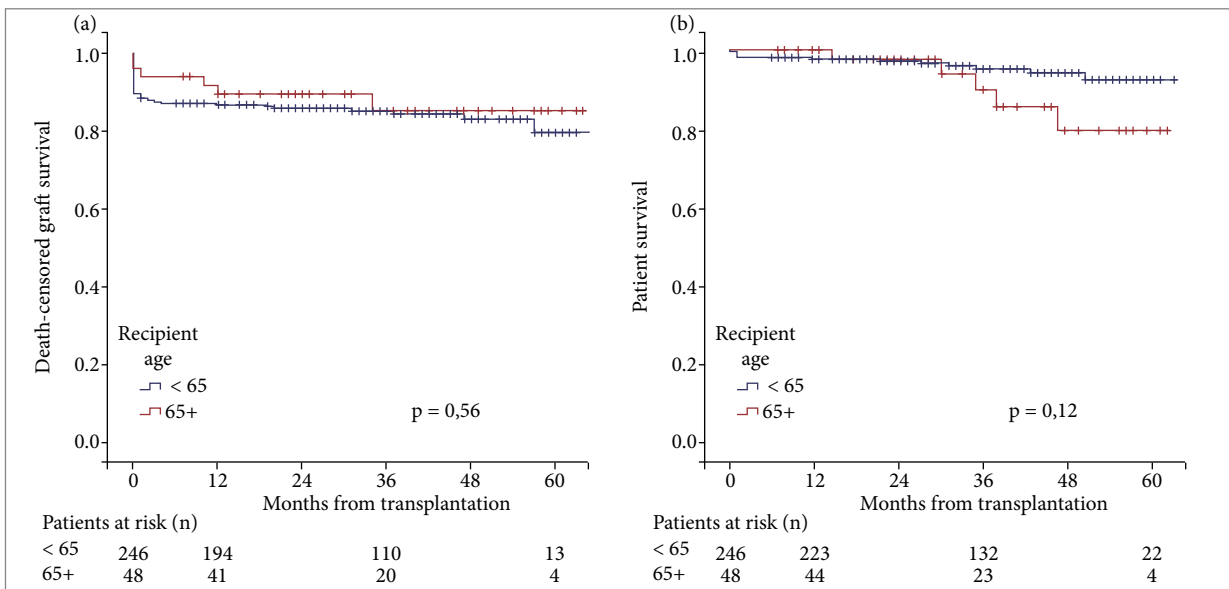 (a)
Death-censored graft survival
1.0
0.8
0.6
0.4
0.2
0.0
Recipient
age
< 65
65+
p = 0,56
0 12 24 36 48 60
Months from transplantation
Patients at risk (n)
< 65 246 194 110 13
65+ 48 41 20 4
(b)
Patient survival
1.0
0.8
0.6
0.4
0.2
0.0
Recipient
age
< 65
65+
p = 0,12
0 12 24 36 48 60
Months from transplantation
Patients at risk (n)
< 65 246 223 132 22
65+ 48 44 23 4